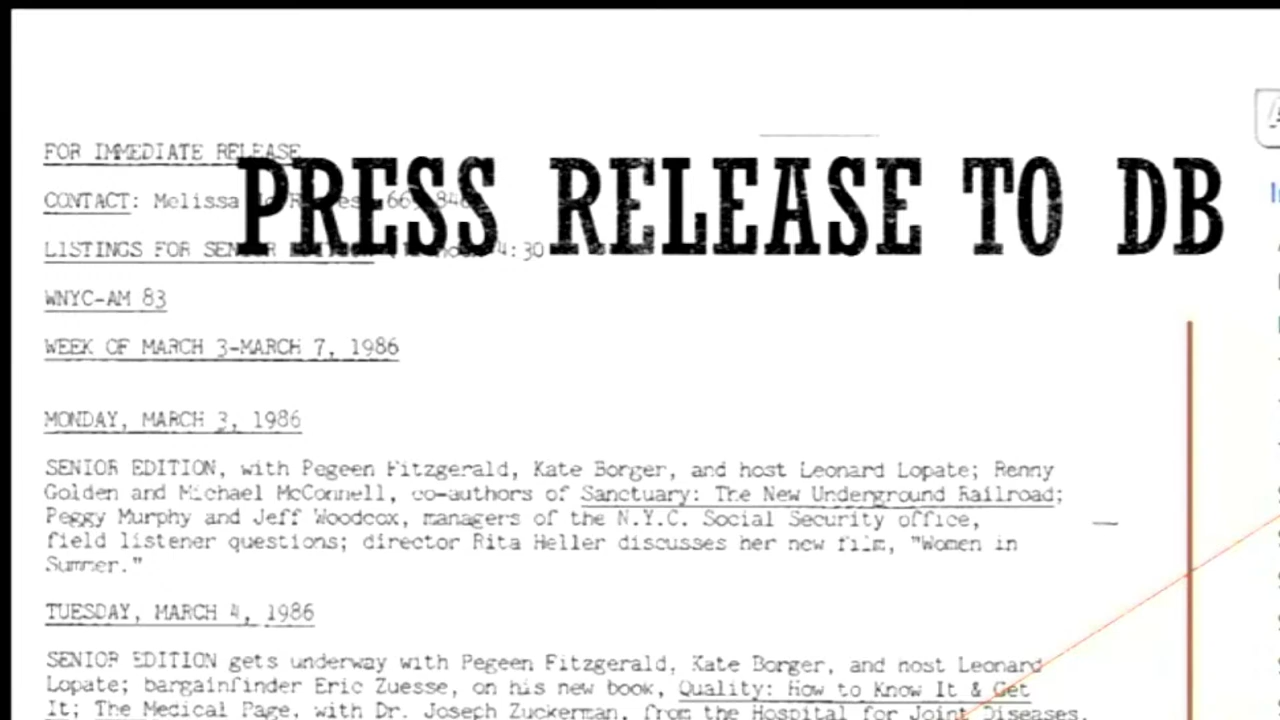 FOR IMMEDIATE RELEASE
PRESS RELEASE TO DB
CONTACT: Melissa
LISTINGS FOR SENIOR EDITION 4:30
WNYC-AM 83
WEEK OF MARCH 3-MARCH 7, 1986
MONDAY, MARCH 3, 1986
SENIOR EDITION, with Pegeen Fitzgerald, Kate Borger, and host Leonard Lopate; Renny
Golden and Michael McConnell, co-authors of Sanctuary: The New Underground Railroad;
Peggy Murphy and Jeff Woodcox, managers of the N.Y.C. Social Security office,
field listener questions; director Rita Heller discusses her new film, "Women in
Summer."
TUESDAY, MARCH 4, 1986
SENIOR EDITION gets underway with Pegeen Fitzgerald, Kate Borger, and host Leonard
Lopate; bargainfinder Eric Zuesse, on his new book, Quality: How to Know It & Get
It; The Medical Page, with Dr. Joseph Zuckerman, from the Hospital for Joint Diseases,